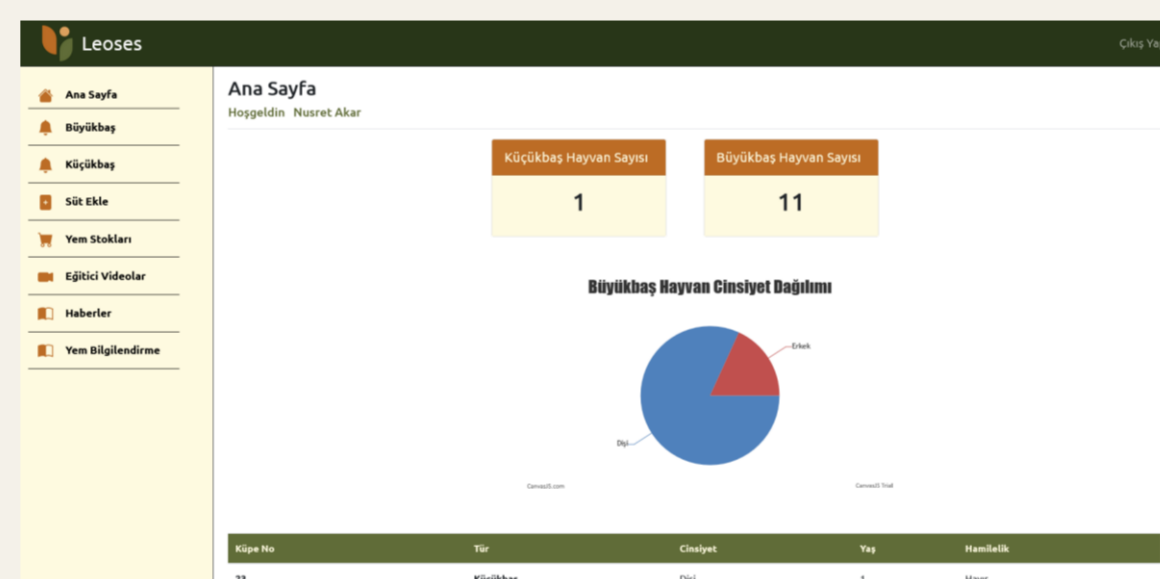 Leoses
Çıkış Ya
Ana Sayfa
Büyükbaş
Küçükbaş
Süt Ekle
Yem Stokları
Eğitici Videolar
Haberler
Yem Bilgilendirme
Ana Sayfa
Hoşgeldin Nusret Akar
Küçükbaş Hayvan Sayısı
1
Büyükbaş Hayvan Sayısı
11
Büyükbaş Hayvan Cinsiyet Dağılımı
Erkek
Dişi
CanvasJS.com
CanvasJS Trial
Küpe No Tür Cinsiyet Yaş Hamilelik